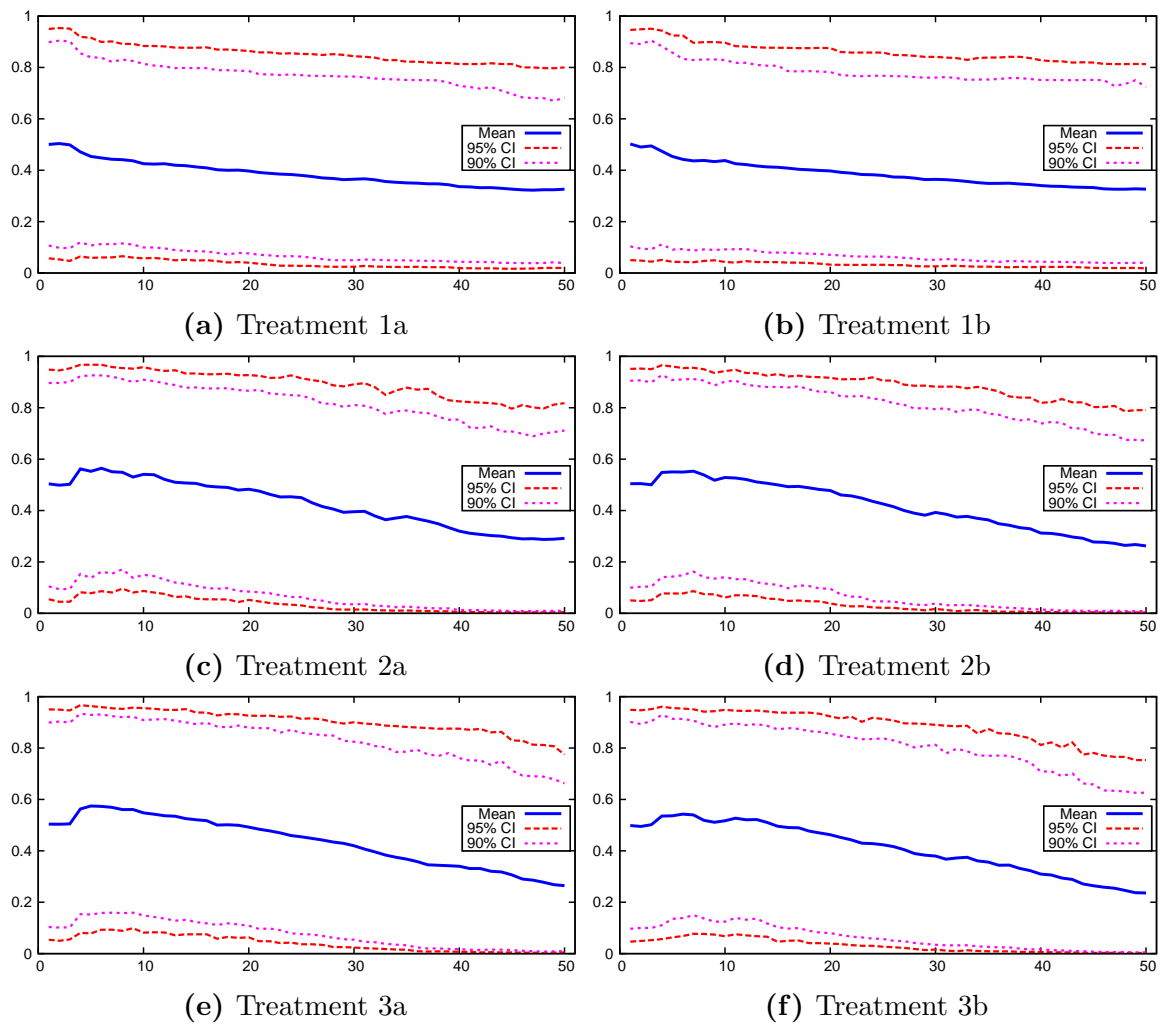 1
0.8
0.6
0.4
0.2
0
Mean
95% CI
90% CI
0 10 20 30 40 50
(a) Treatment 1a
1
0.8
0.6
0.4
0.2
0
Mean
95% CI
90% CI
0 10 20 30 40 50
(b) Treatment 1b
1
0.8
0.6
0.4
0.2
0
Mean
95% CI
90% CI
0 10 20 30 40 50
(c) Treatment 2a
1
0.8
0.6
0.4
0.2
0
Mean
95% CI
90% CI
0 10 20 30 40 50
(d) Treatment 2b
1
0.8
0.6
0.4
0.2
0
Mean
95% CI
90% CI
0 10 20 30 40 50
(e) Treatment 3a
1
0.8
0.6
0.4
0.2
0
Mean
95% CI
90% CI
0 10 20 30 40 50
(f) Treatment 3b